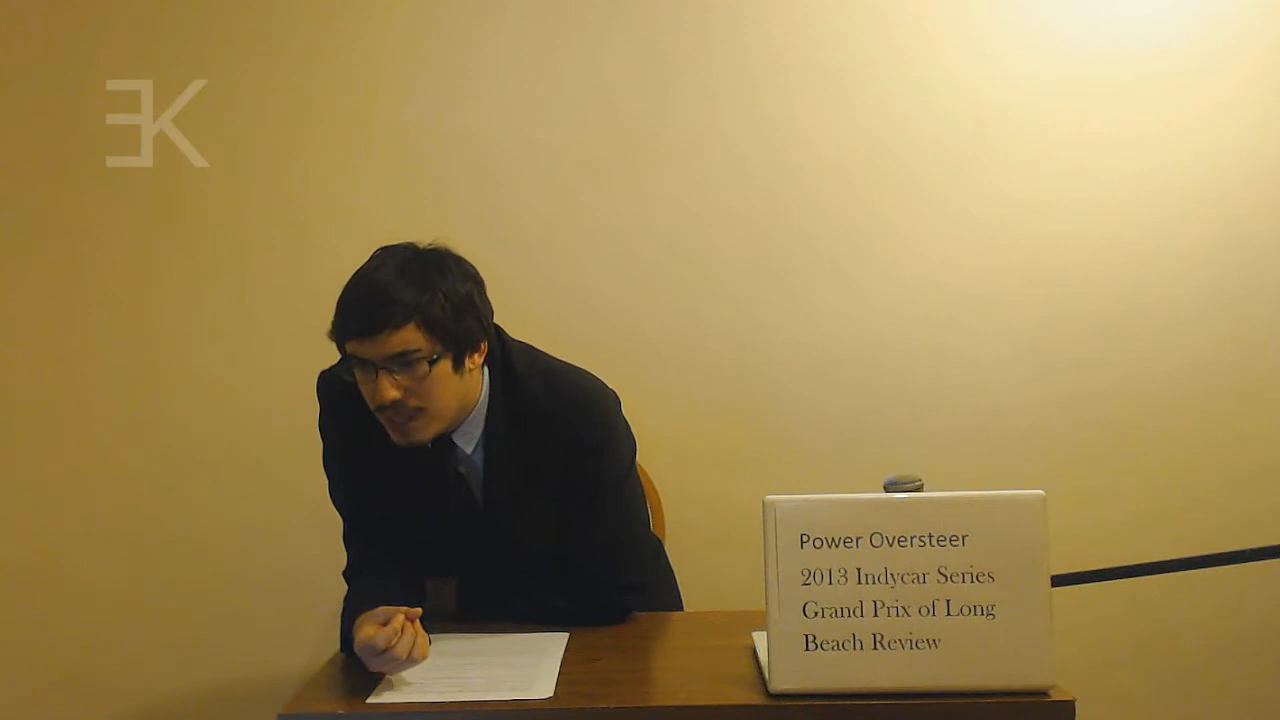 EK
Power Oversteer
2013 Indycar Series
Grand Prix of Long
Beach Review